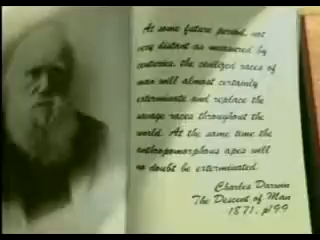 At some future period, not
very distant as measured by
centuries, the civilized races of
man will almost certainly
exterminate and replace the
savage races throughout the
world. At the same time the
anthropomorphous apes will
no doubt be exterminated.
Charles Darwin
The Descent of Man
1871, p199